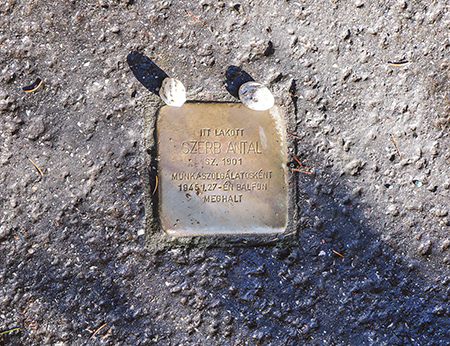 ITT LAKOTT
SZERB ANTAL
SZ. 1901
MUNKASZOLGÁLATOSKÉNT
1945.I.27-ÉN BALFON
MEGHALT